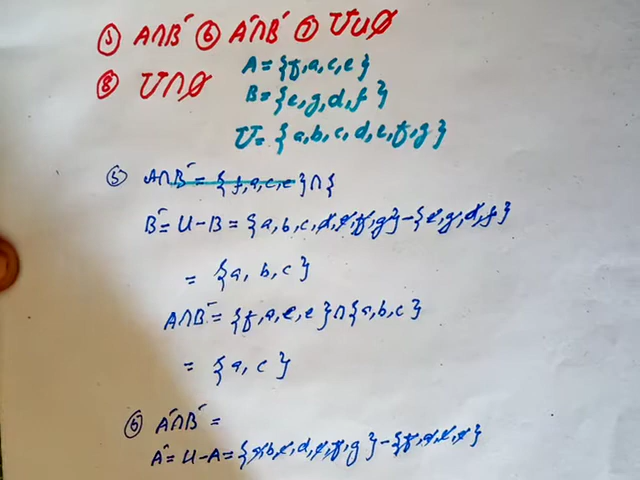 ⑤ A∩B´ ⑥ A´∩B´ ⑦ U∪Ø
⑧ U∩Ø
A = {f,a,c,e}
B = {e,g,d,f}
U = {a,b,c,d,e,f,g}
⑤ A∩B´ = {f,a,c,e}∩{
B´ = U-B = {a,b,c,d,e,f,g}-{e,g,d,f}
= {a, b, c}
A∩B´ = {f,a,c,e}∩{a,b,c}
= {a, c}
⑥ A´∩B´ =
A´ = U-A = {a,b,c,d,e,f,g}-{f,a,c,e}